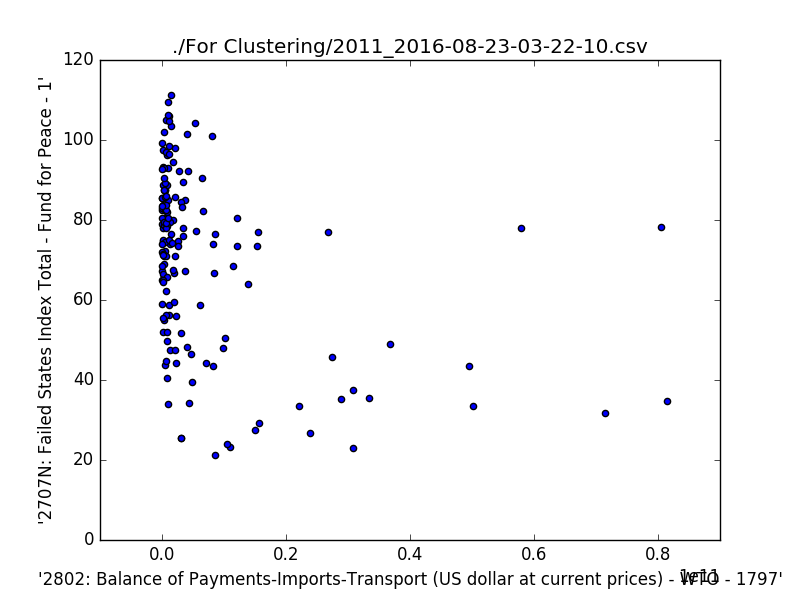 ./For Clustering/2011_2016-08-23-03-22-10.csv
120
100
80
60
40
20
0
'2707N: Failed States Index Total - Fund for Peace - 1'
0.0 0.2 0.4 0.6 0.8
1e11
'2802: Balance of Payments-Imports-Transport (US dollar at current prices) - WTO - 1797'